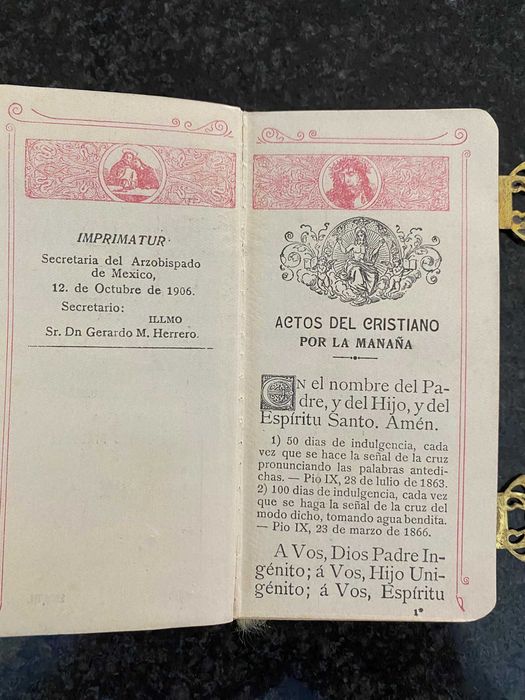 IMPRIMATUR
Secretaria del Arzobispado
de Mexico,
12. de Octubre de 1906.
Secretario:
ILLMO
Sr. Dn Gerardo M. Herrero.
ACTOS DEL CRISTIANO
POR LA MANAÑA
En el nombre del Pa-
dre, y del Hijo, y del
Espíritu Santo. Amén.
1) 50 dias de indulgencia, cada
vez que se hace la señal de la cruz
pronunciando las palabras antedi-
chas. — Pio IX, 28 de lulio de 1863.
2) 100 dias de indulgencia, cada vez
que se haga la señal de la cruz del
modo dicho, tomando agua bendita.
— Pio IX, 23 de marzo de 1866.
A Vos, Dios Padre In-
génito; á Vos, Hijo Uni-
génito; á Vos, Espíritu
1*